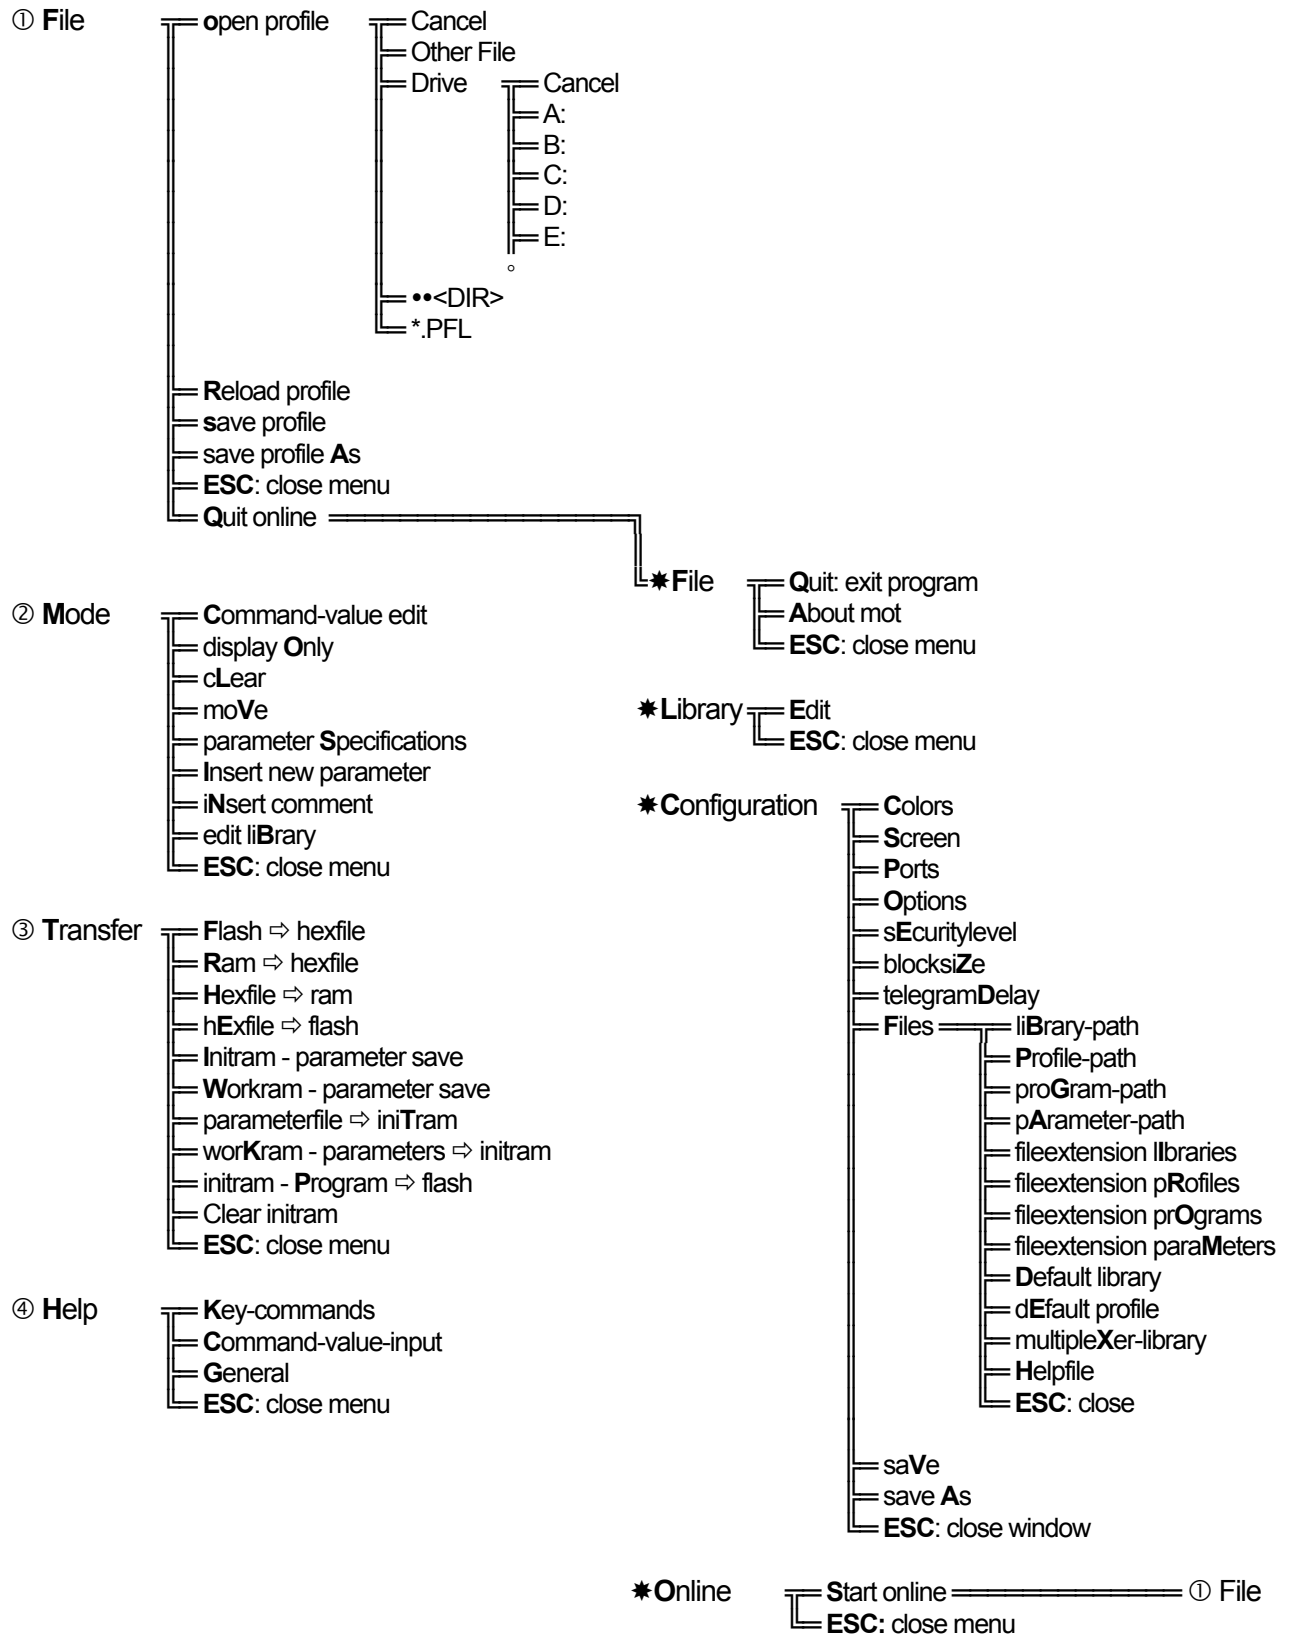 ① File open profile Cancel
Other File
Drive Cancel
A:
B:
C:
D:
E:
••<DIR>
*.PFL
Reload profile
save profile
save profile As
ESC: close menu
Quit online
✸File Quit: exit program
About mot
ESC: close menu
② Mode Command-value edit
display Only
cLear
moVe
parameter Specifications
Insert new parameter
iNsert comment
edit liBrary
ESC: close menu
✸Library Edit
ESC: close menu
✸Configuration Colors
Screen
Ports
Options
sEcuritylevel
blocksiZe
telegramDelay
Files liBrary-path
Profile-path
proGram-path
pArameter-path
fileextension lIbraries
fileextension pRofiles
fileextension prOgrams
fileextension paraMeters
Default library
dEfault profile
multipleXer-library
Helpfile
ESC: close
saVe
save As
ESC: close window
③ Transfer Flash ⇨ hexfile
Ram ⇨ hexfile
Hexfile ⇨ ram
hExfile ⇨ flash
Initram - parameter save
Workram - parameter save
parameterfile ⇨ iniTram
worKram - parameters ⇨ initram
initram - Program ⇨ flash
Clear initram
ESC: close menu
④ Help Key-commands
Command-value-input
General
ESC: close menu
✸Online Start online ① File
ESC: close menu